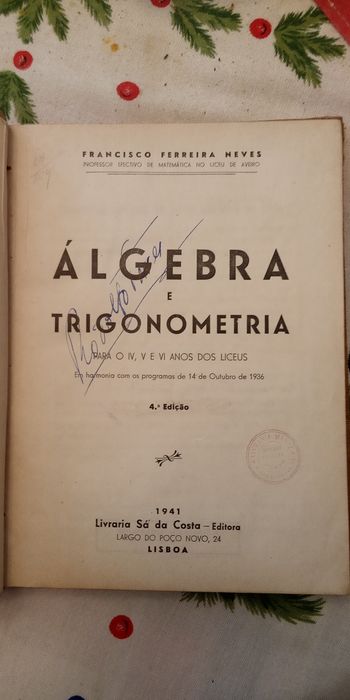 FRANCISCO FERREIRA NEVES
PROFESSOR EFECTIVO DE MATEMÁTICA NO LICEU DE AVEIRO
ÁLGEBRA
E
TRIGONOMETRIA
PARA O IV, V E VI ANOS DOS LICEUS
Em harmonia com os programas de 14 de Outubro de 1936
4.ª Edição
1941
Livraria Sá da Costa – Editora
LARGO DO POÇO NOVO, 24
LISBOA